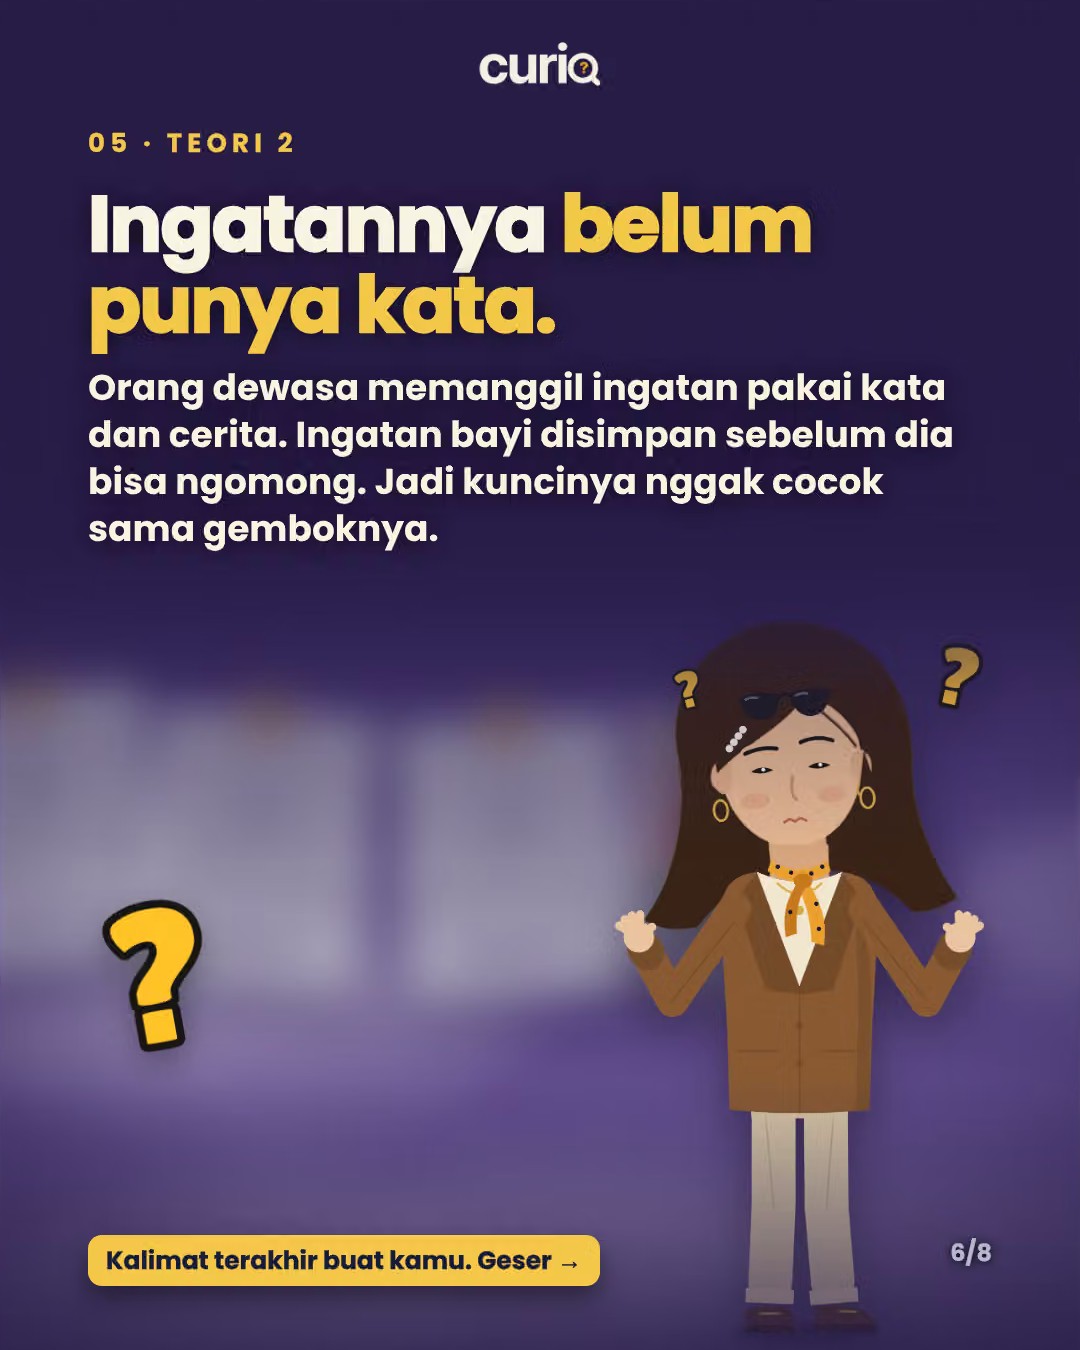 curio
05 · TEORI 2
Ingatannya belum
punya kata.
Orang dewasa memanggil ingatan pakai kata
dan cerita. Ingatan bayi disimpan sebelum dia
bisa ngomong. Jadi kuncinya nggak cocok
sama gemboknya.
?
?
?
Kalimat terakhir buat kamu. Geser →
6/8